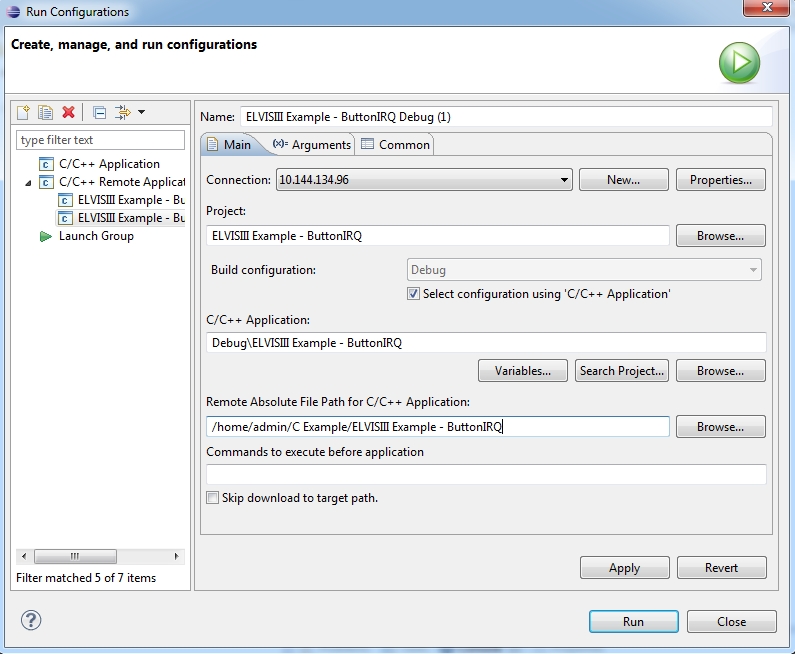 Run Configurations
Create, manage, and run configurations
type filter text
C/C++ Application
C/C++ Remote Applicat
ELVISIII Example - Bu
ELVISIII Example - Bu
Launch Group
Filter matched 5 of 7 items
Name: ELVISIII Example - ButtonIRQ Debug (1)
Main (x)= Arguments Common
Connection: 10.144.134.96 New... Properties...
Project:
ELVISIII Example - ButtonIRQ Browse...
Build configuration: Debug
Select configuration using 'C/C++ Application'
C/C++ Application:
Debug\ELVISIII Example - ButtonIRQ
Variables... Search Project... Browse...
Remote Absolute File Path for C/C++ Application:
/home/admin/C Example/ELVISIII Example - ButtonIRQ Browse...
Commands to execute before application
Skip download to target path.
Apply Revert
Run Close